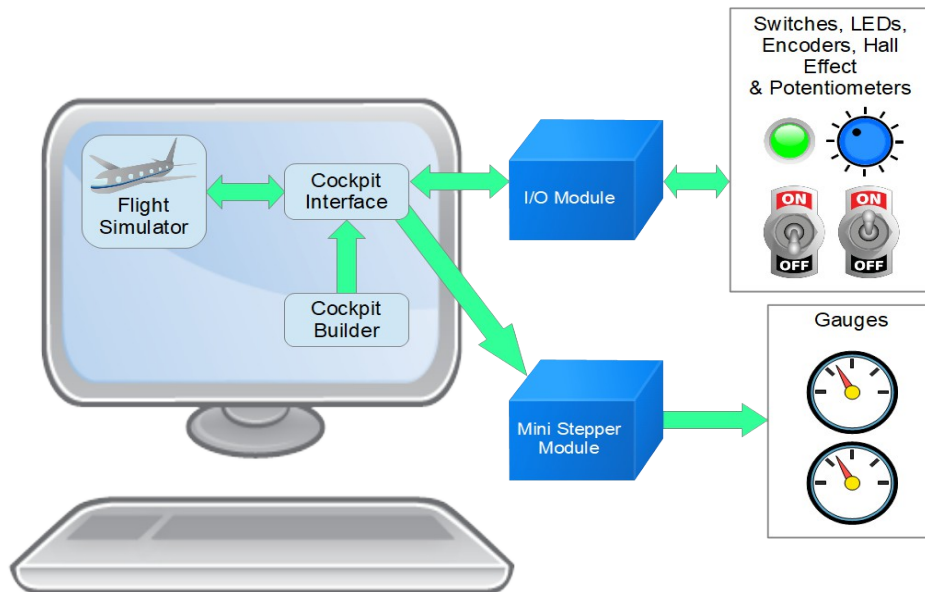 Switches, LEDs,
Encoders, Hall
Effect
& Potentiometers
ON
OFF
ON
OFF
Flight
Simulator
Cockpit
Interface
Cockpit
Builder
I/O Module
Mini Stepper
Module
Gauges